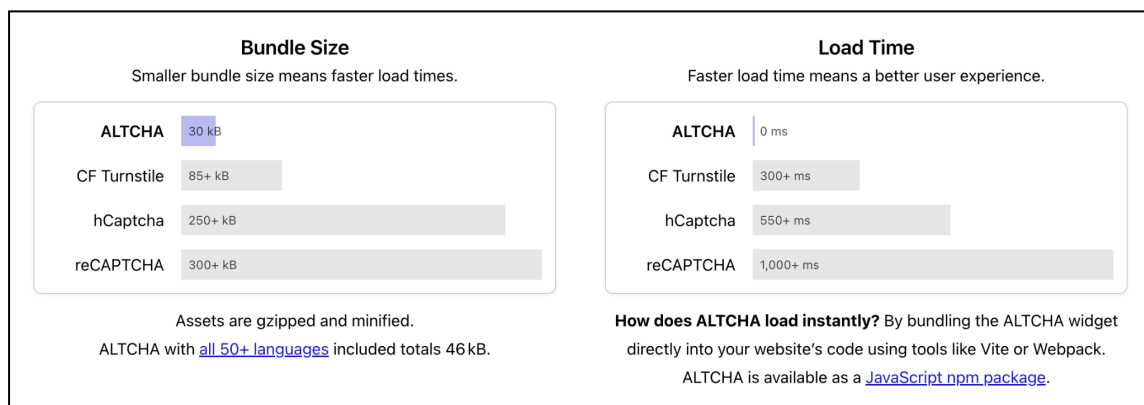 Bundle Size
Smaller bundle size means faster load times.
ALTCHA 30 kB
CF Turnstile 85+ kB
hCaptcha 250+ kB
reCAPTCHA 300+ kB
Assets are gzipped and minified.
ALTCHA with all 50+ languages included totals 46 kB.
Load Time
Faster load time means a better user experience.
ALTCHA 0 ms
CF Turnstile 300+ ms
hCaptcha 550+ ms
reCAPTCHA 1,000+ ms
How does ALTCHA load instantly? By bundling the ALTCHA widget
directly into your website’s code using tools like Vite or Webpack.
ALTCHA is available as a JavaScript npm package.